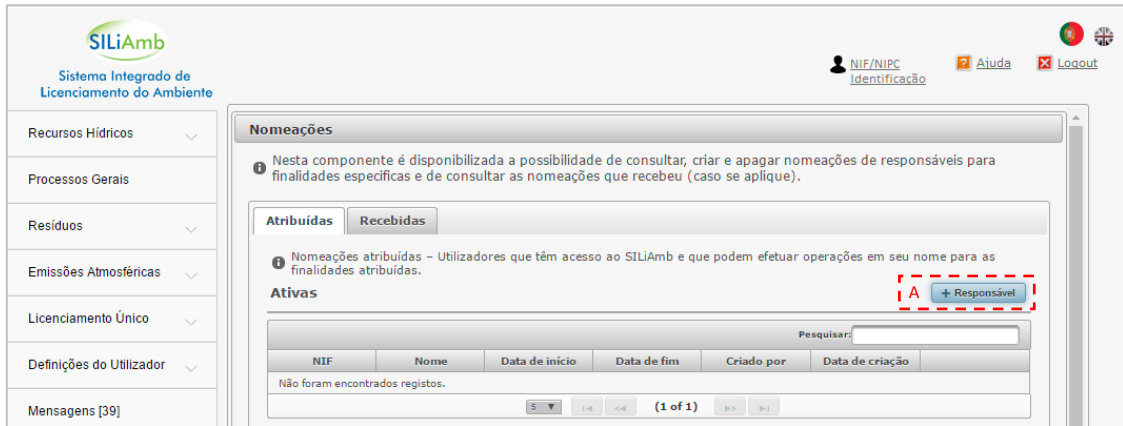 SILiAmb
Sistema Integrado de
Licenciamento do Ambiente
NIF/NIPC
Identificação
Ajuda
Logout
Recursos Hídricos
Processos Gerais
Resíduos
Emissões Atmosféricas
Licenciamento Único
Definições do Utilizador
Mensagens [39]
Nomeações
Nesta componente é disponibilizada a possibilidade de consultar, criar e apagar nomeações de responsáveis para
finalidades especificas e de consultar as nomeações que recebeu (caso se aplique).
Atribuídas Recebidas
Nomeações atribuídas – Utilizadores que têm acesso ao SILiAmb e que podem efetuar operações em seu nome para as
finalidades atribuídas.
Ativas
A + Responsável
Pesquisar:
NIF Nome Data de início Data de fim Criado por Data de criação
Não foram encontrados registos.
5 (1 of 1)